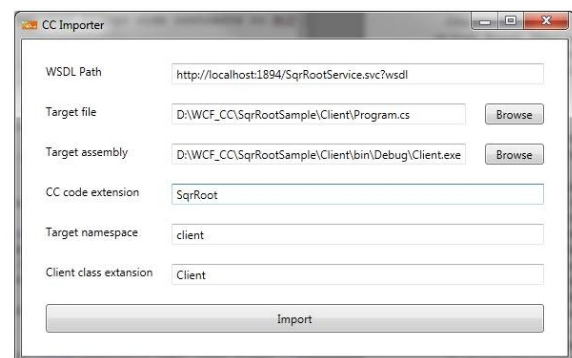 CC Importer
WSDL Path http://localhost:1894/SqrRootService.svc?wsdl
Target file D:\WCF_CC\SqrRootSample\Client\Program.cs Browse
Target assembly D:\WCF_CC\SqrRootSample\Client\bin\Debug\Client.exe Browse
CC code extension SqrRoot
Target namespace client
Client class extansion Client
Import